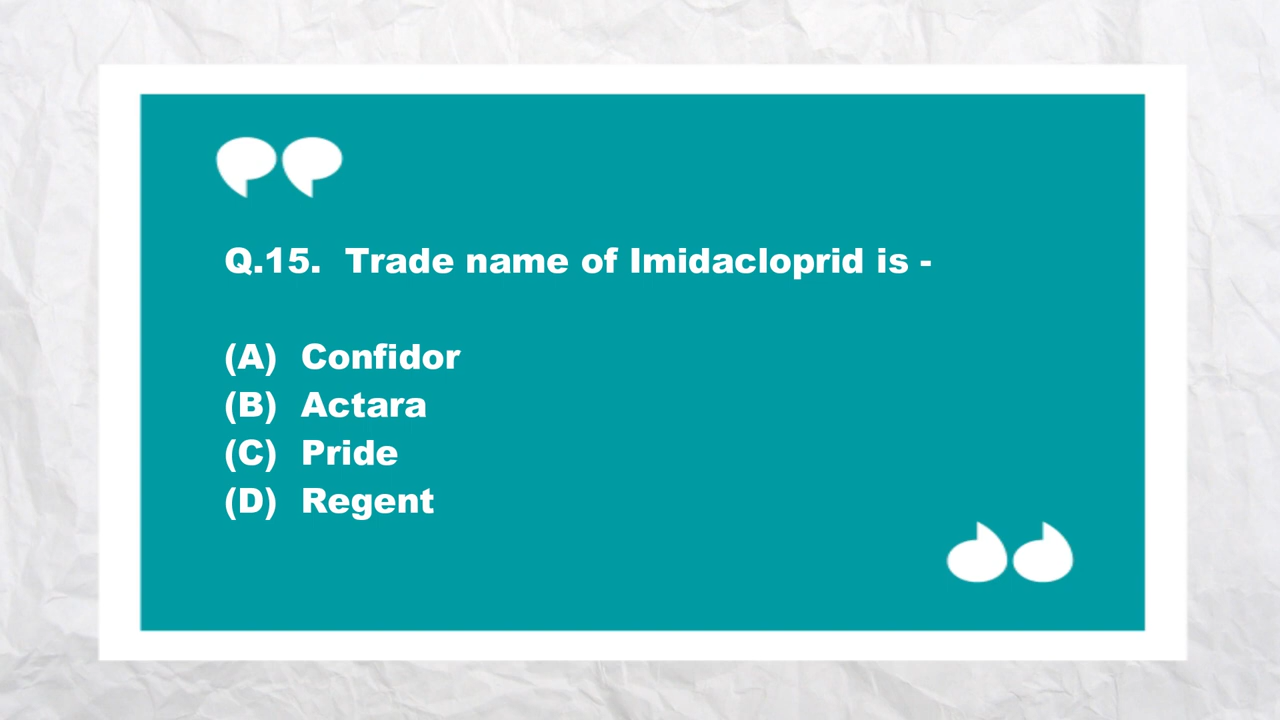 Q.15. Trade name of Imidacloprid is -
(A) Confidor
(B) Actara
(C) Pride
(D) Regent